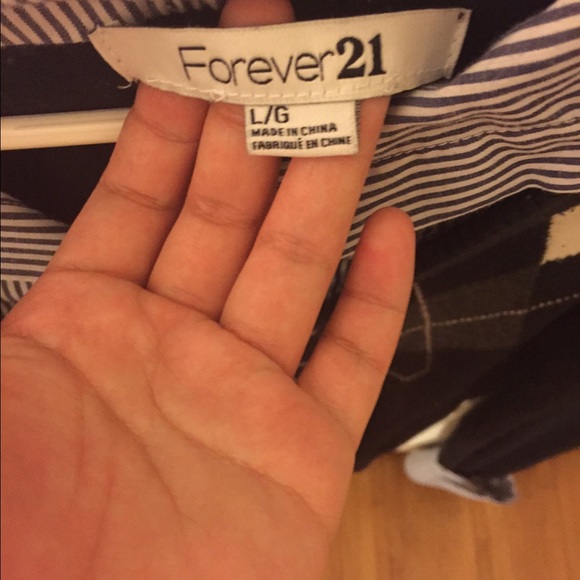 Forever21
L/G
MADE IN CHINA
FABRIQUÉ EN CHINE